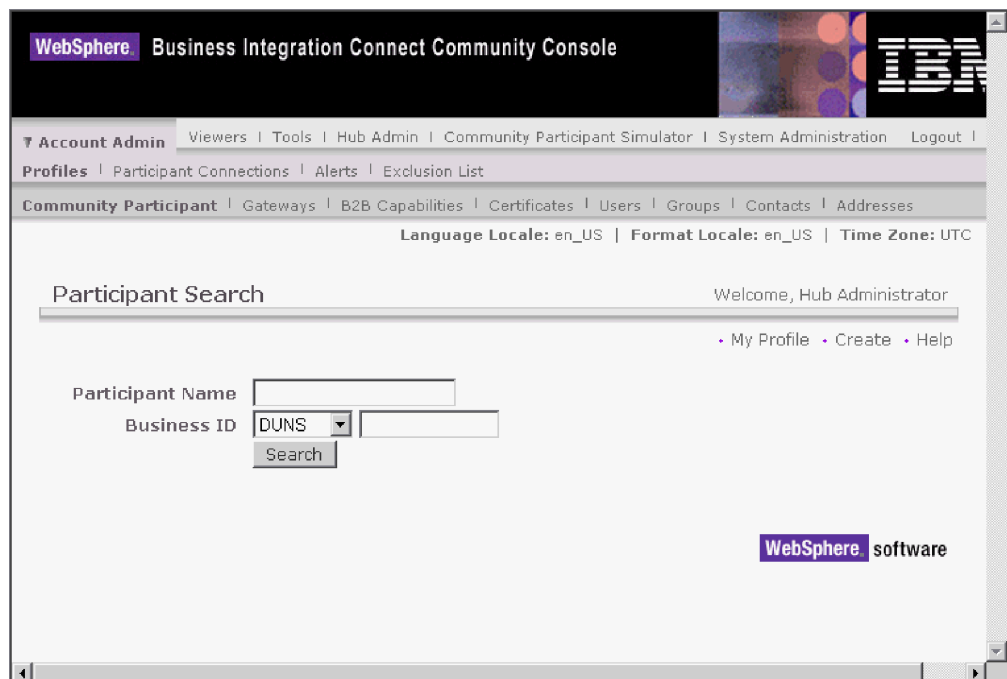 WebSphere. Business Integration Connect Community Console
IBM
Account Admin Viewers | Tools | Hub Admin | Community Participant Simulator | System Administration Logout |
Profiles | Participant Connections | Alerts | Exclusion List
Community Participant | Gateways | B2B Capabilities | Certificates | Users | Groups | Contacts | Addresses
Language Locale: en_US | Format Locale: en_US | Time Zone: UTC
Participant Search Welcome, Hub Administrator
• My Profile • Create • Help
Participant Name
Business ID DUNS
Search
WebSphere. software